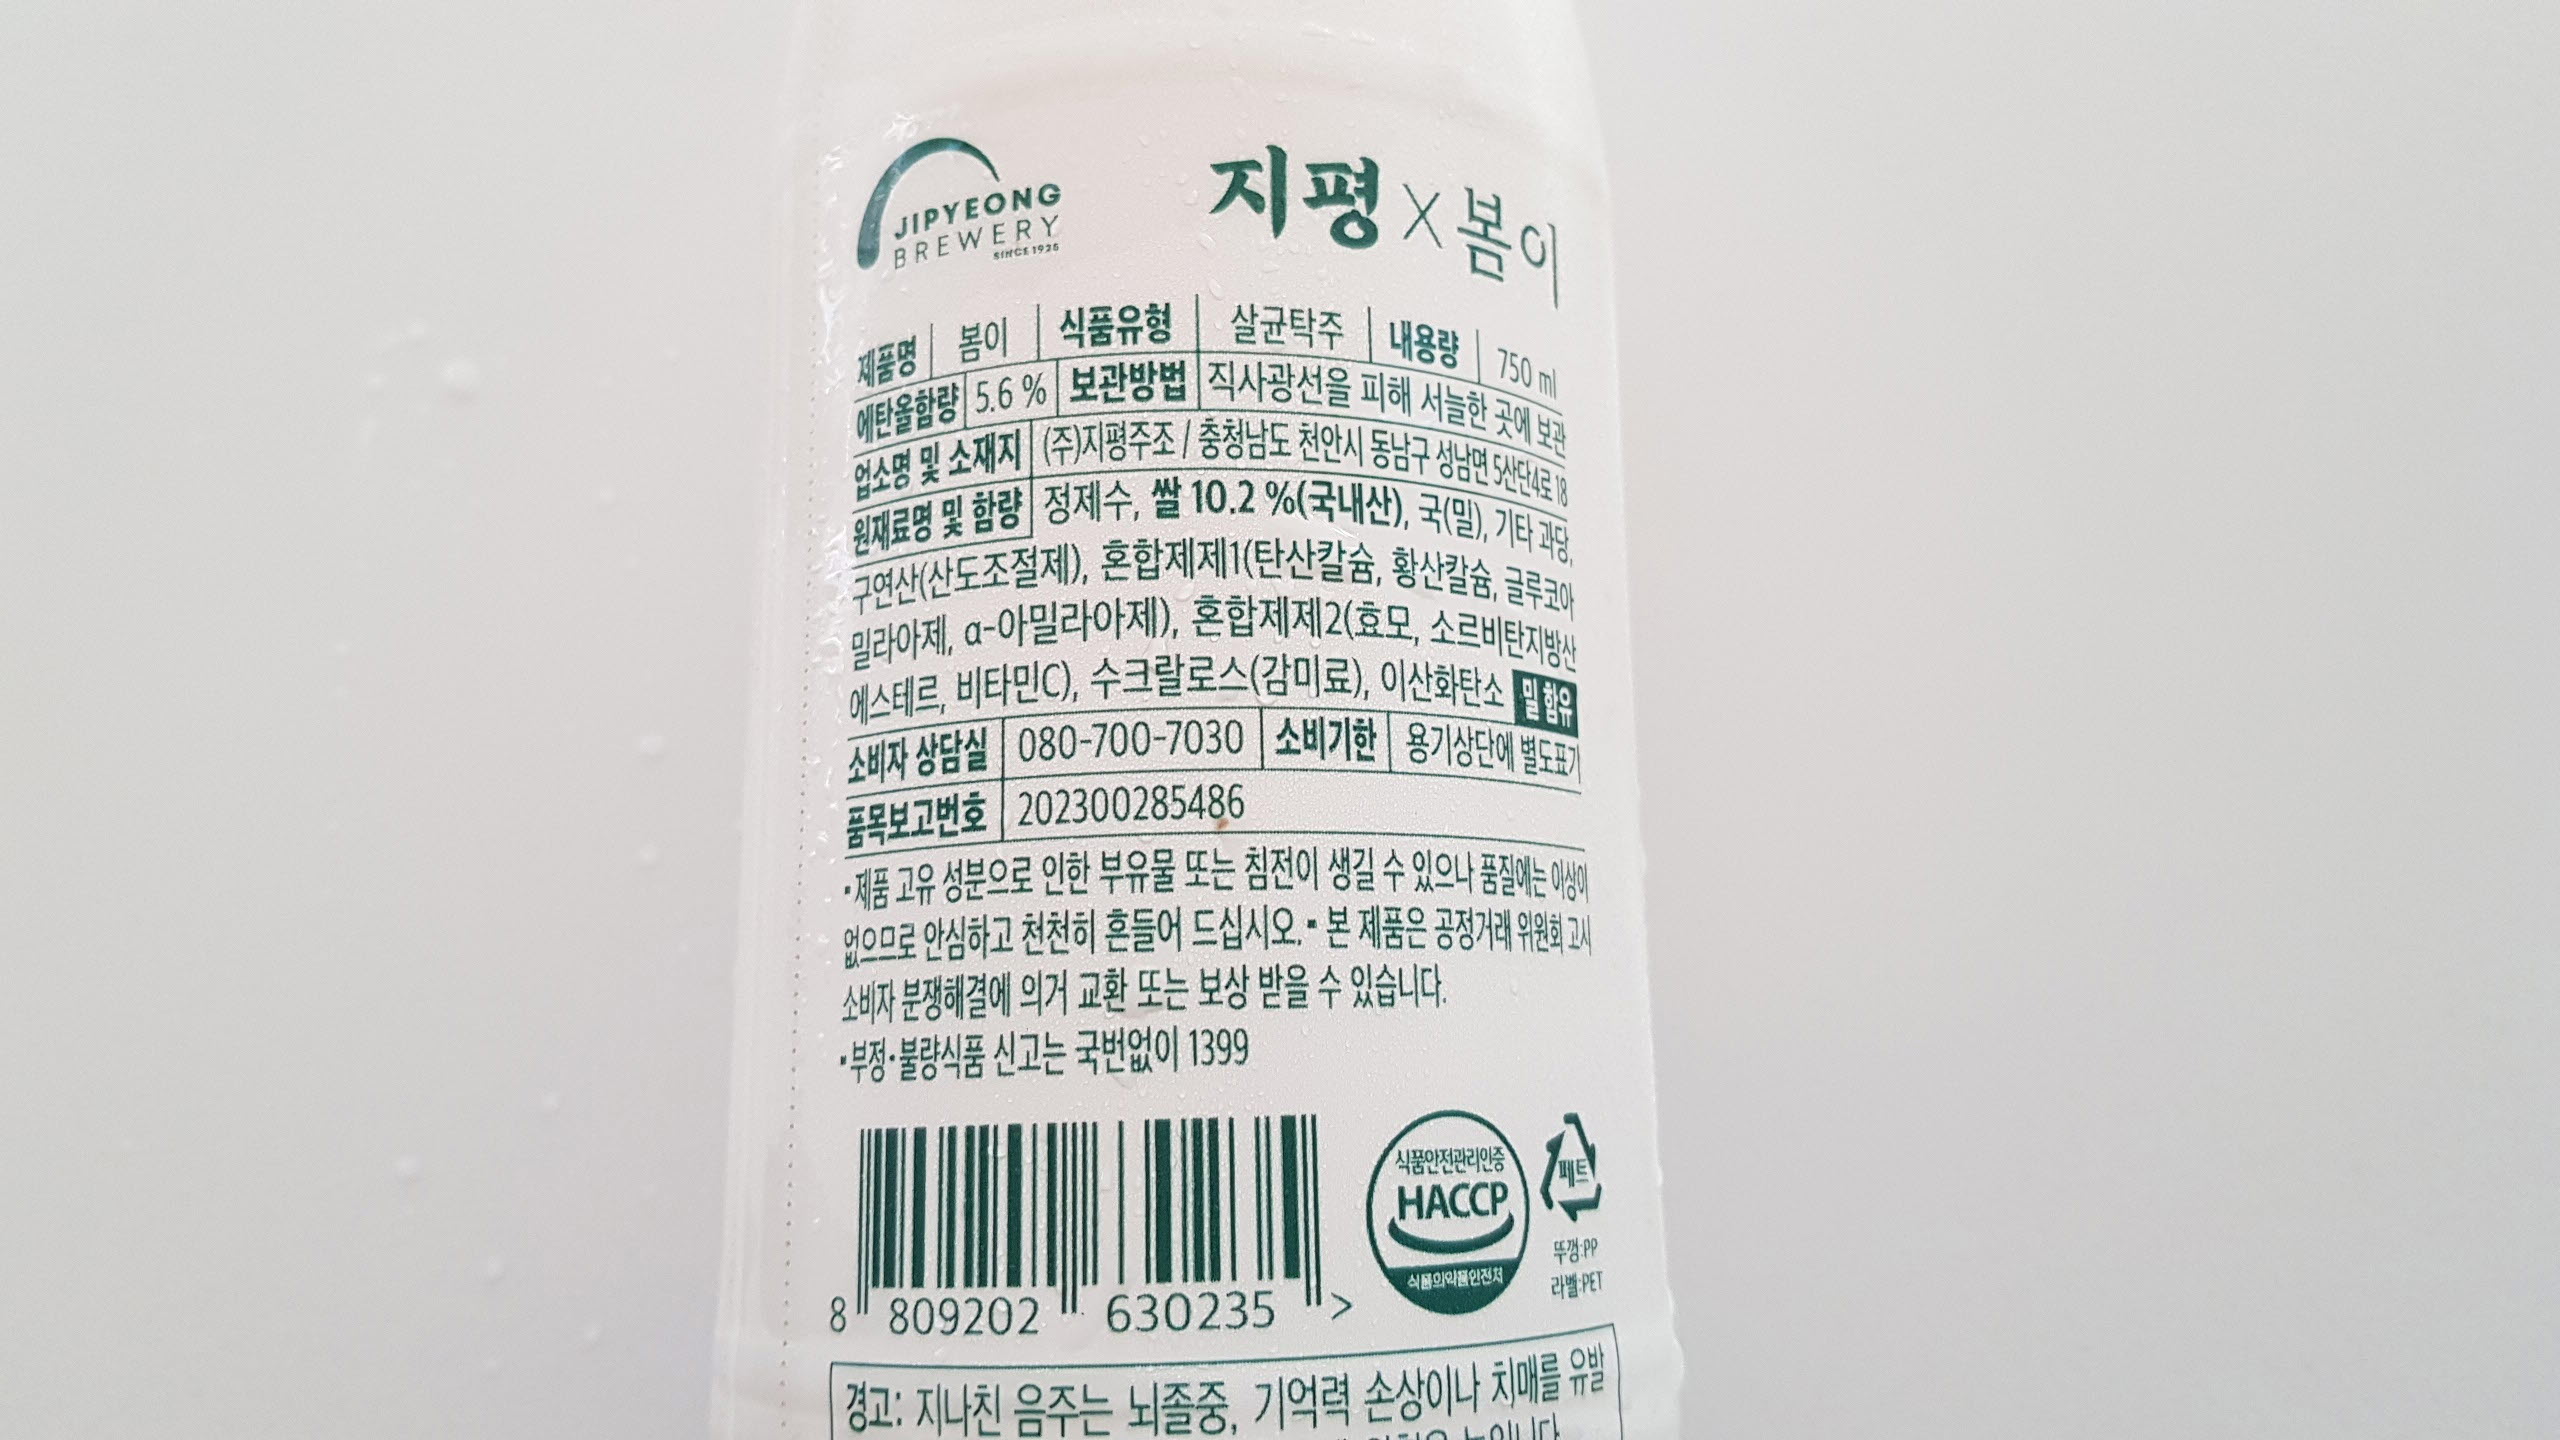 JIPYEONG
BREWERY
SINCE 1925
지평 X 봄이
제품명 봄이 식품유형 살균탁주 내용량 750 ml
에탄올함량 5.6 % 보관방법 직사광선을 피해 서늘한 곳에 보관
업소명 및 소재지 (주)지평주조 / 충청남도 천안시 동남구 성남면 5산단4로 18
원재료명 및 함량 정제수, 쌀 10.2 %(국내산), 국(밀), 기타 과당,
구연산(산도조절제), 혼합제제1(탄산칼슘, 황산칼슘, 글루코아
밀라아제, α-아밀라아제), 혼합제제2(효모, 소르비탄지방산
에스테르, 비타민C), 수크랄로스(감미료), 이산화탄소 밀 함유
소비자 상담실 080-700-7030 소비기한 용기상단에 별도표기
품목보고번호 202300285486
▪제품 고유 성분으로 인한 부유물 또는 침전이 생길 수 있으나 품질에는 이상이
없으므로 안심하고 천천히 흔들어 드십시오.▪ 본 제품은 공정거래 위원회 고시
소비자 분쟁해결에 의거 교환 또는 보상 받을 수 있습니다.
▪부정·불량식품 신고는 국번없이 1399
식품안전관리인증
HACCP
식품의약품안전처
페트
뚜껑:PP
라벨:PET
8 809202 630235 >
경고: 지나친 음주는 뇌졸중, 기억력 손상이나 치매를 유발